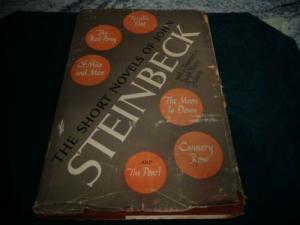 Tortilla
Flat
The
Red Pony
Of Mice
and Men
THE SHORT NOVELS OF JOHN
STEINBECK
The Moon
Is Down
Cannery
Row
AND
The Pearl